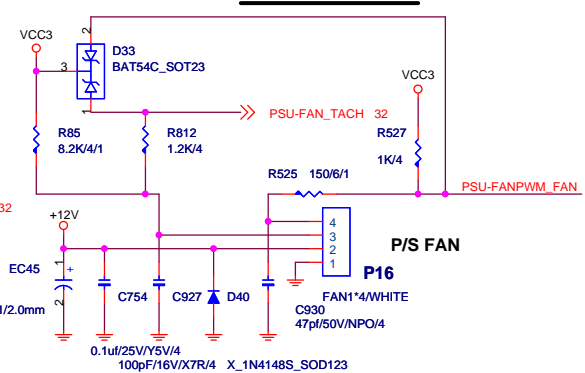 VCC3
2
D33
BAT54C_SOT23
3
VCC3
1
PSU-FAN_TACH 32
R85
8.2K/4/1
R812
1.2K/4
R527
1K/4
R525 150/6/1
PSU-FANPWM_FAN
32
+12V
4
3
2
1
P/S FAN
P16
EC45
1
+
2
C754
C927
D40
FAN1*4/WHITE
C930
47pf/50V/NPO/4
1/2.0mm
0.1uf/25V/Y5V/4
100pF/16V/X7R/4 X_1N4148S_SOD123